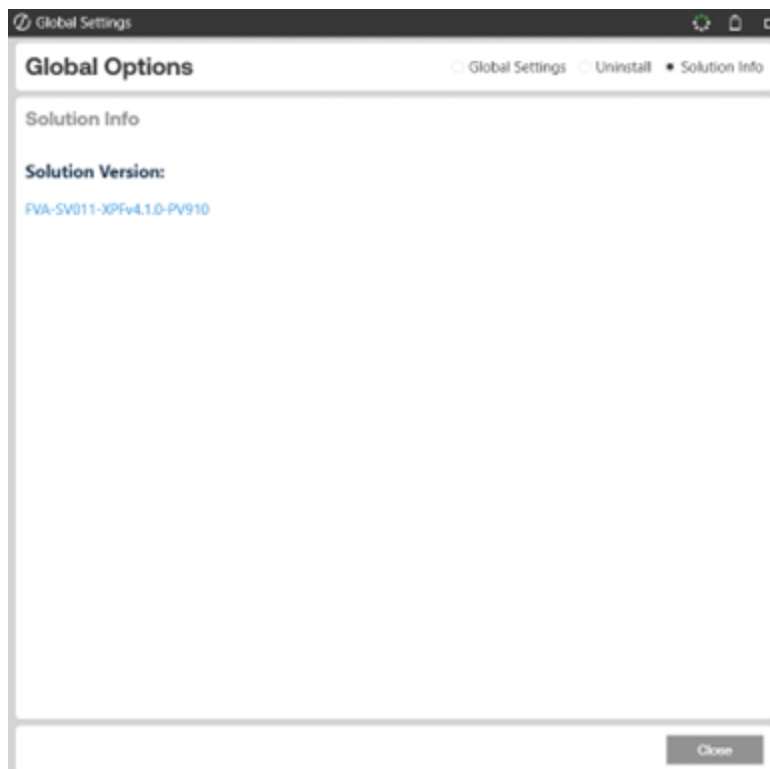 Global Settings
Global Options
Global Settings Uninstall Solution Info
Solution Info
Solution Version:
FVA-SV011-XPFv4.1.0-PV910
Close